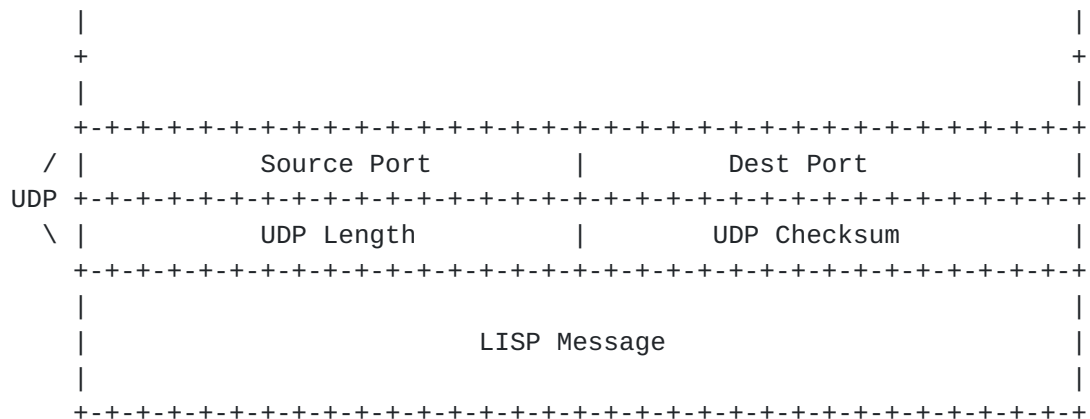 |                                                               |
+                                                               +
|                                                               |
+-+-+-+-+-+-+-+-+-+-+-+-+-+-+-+-+-+-+-+-+-+-+-+-+-+-+-+-+-+-+-+-+
/ |           Source Port         |         Dest Port             |
UDP +-+-+-+-+-+-+-+-+-+-+-+-+-+-+-+-+-+-+-+-+-+-+-+-+-+-+-+-+-+-+-+-+
\ |           UDP Length          |        UDP Checksum           |
+-+-+-+-+-+-+-+-+-+-+-+-+-+-+-+-+-+-+-+-+-+-+-+-+-+-+-+-+-+-+-+-+
|                                                               |
|                         LISP Message                          |
|                                                               |
+-+-+-+-+-+-+-+-+-+-+-+-+-+-+-+-+-+-+-+-+-+-+-+-+-+-+-+-+-+-+-+-+